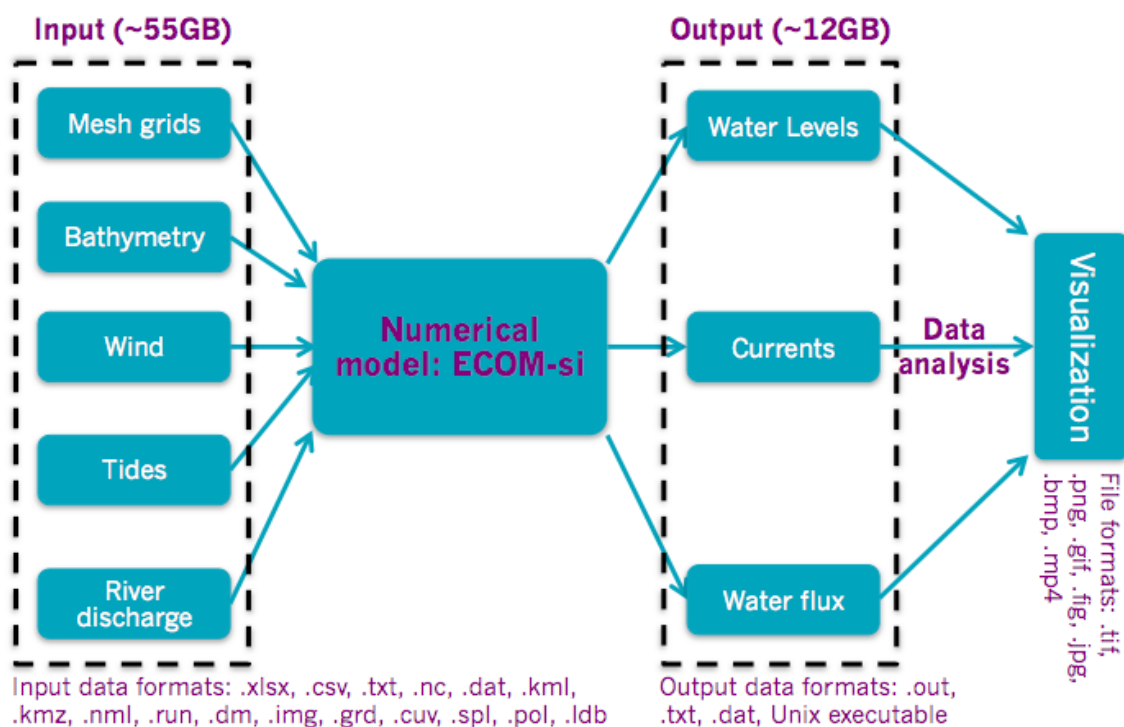 Input (~55GB)
Mesh grids
Bathymetry
Wind
Tides
River
discharge
Input data formats: .xlsx, .csv, .txt, .nc, .dat, .kml,
.kmz, .nml, .run, .dm, .img, .grd, .cuv, .spl, .pol, .ldb
Numerical
model: ECOM-si
Output (~12GB)
Water Levels
Currents
Water flux
Output data formats: .out,
.txt, .dat, Unix executable
Data
analysis
Visualization
File formats: .tif,
.png, .gif, .fig, .jpg,
.bmp, .mp4